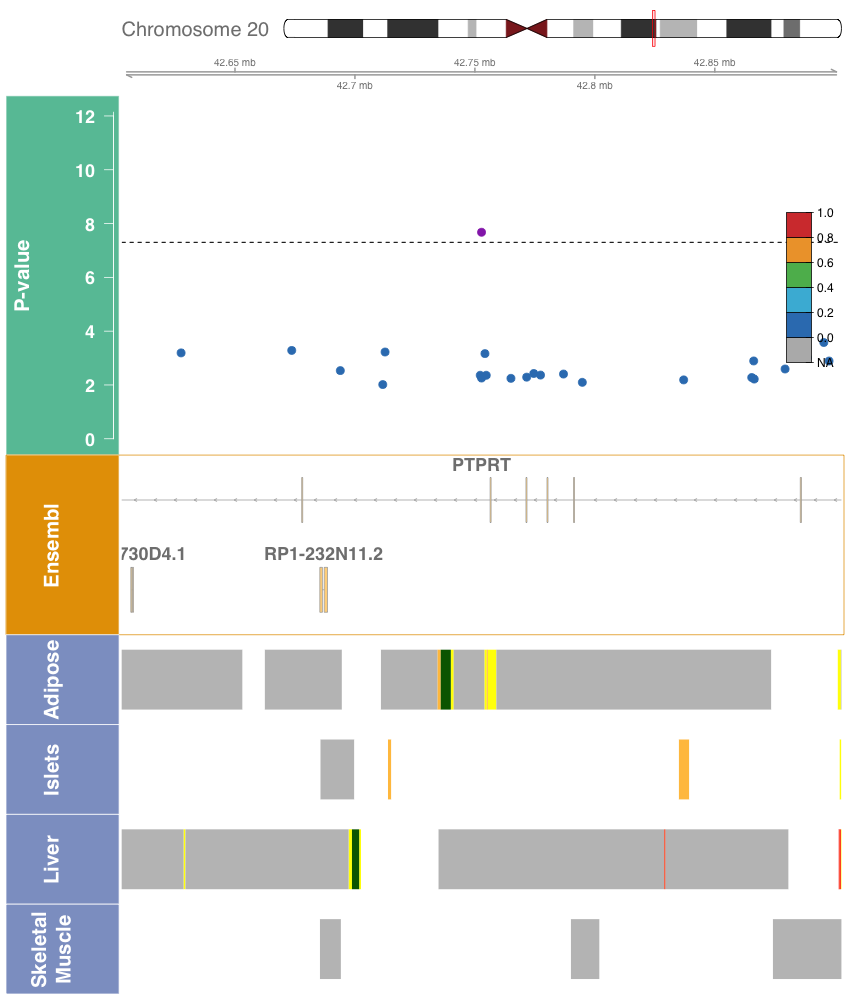 Chromosome 20
42.65 mb
42.75 mb
42.85 mb
42.7 mb
42.8 mb
P-value
12
10
8
6
4
2
0
1.0
0.8
0.6
0.4
0.2
0.0
NA
Ensembl
PTPRT
730D4.1
RP1-232N11.2
Adipose
Islets
Liver
Skeletal
Muscle